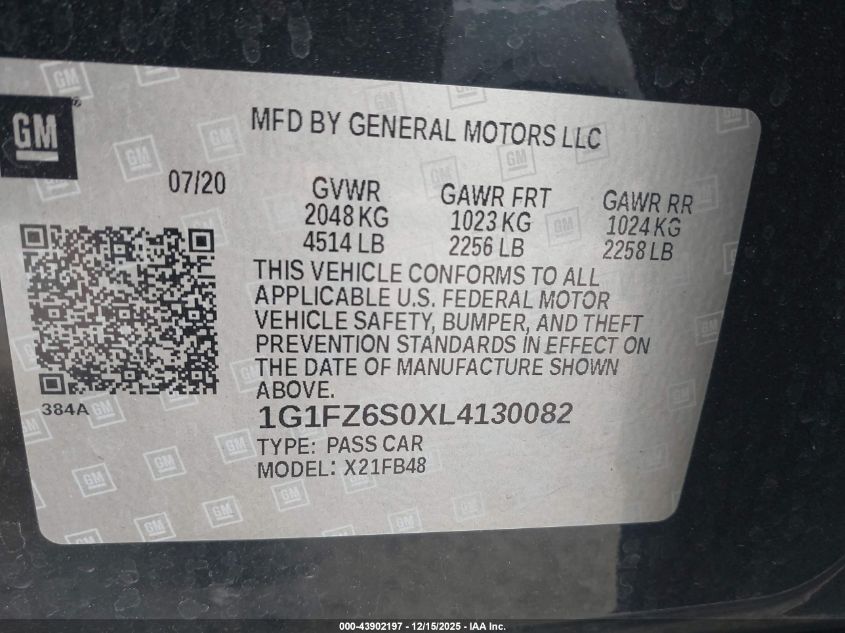 GM
MFD BY GENERAL MOTORS LLC
07/20
GVWR
2048 KG
4514 LB
GAWR FRT
1023 KG
2256 LB
GAWR RR
1024 KG
2258 LB
THIS VEHICLE CONFORMS TO ALL
APPLICABLE U.S. FEDERAL MOTOR
VEHICLE SAFETY, BUMPER, AND THEFT
PREVENTION STANDARDS IN EFFECT ON
THE DATE OF MANUFACTURE SHOWN
ABOVE.
384A
1G1FZ6S0XL4130082
TYPE: PASS CAR
MODEL: X21FB48
000-43902197 - 12/15/2025 - IAA Inc.